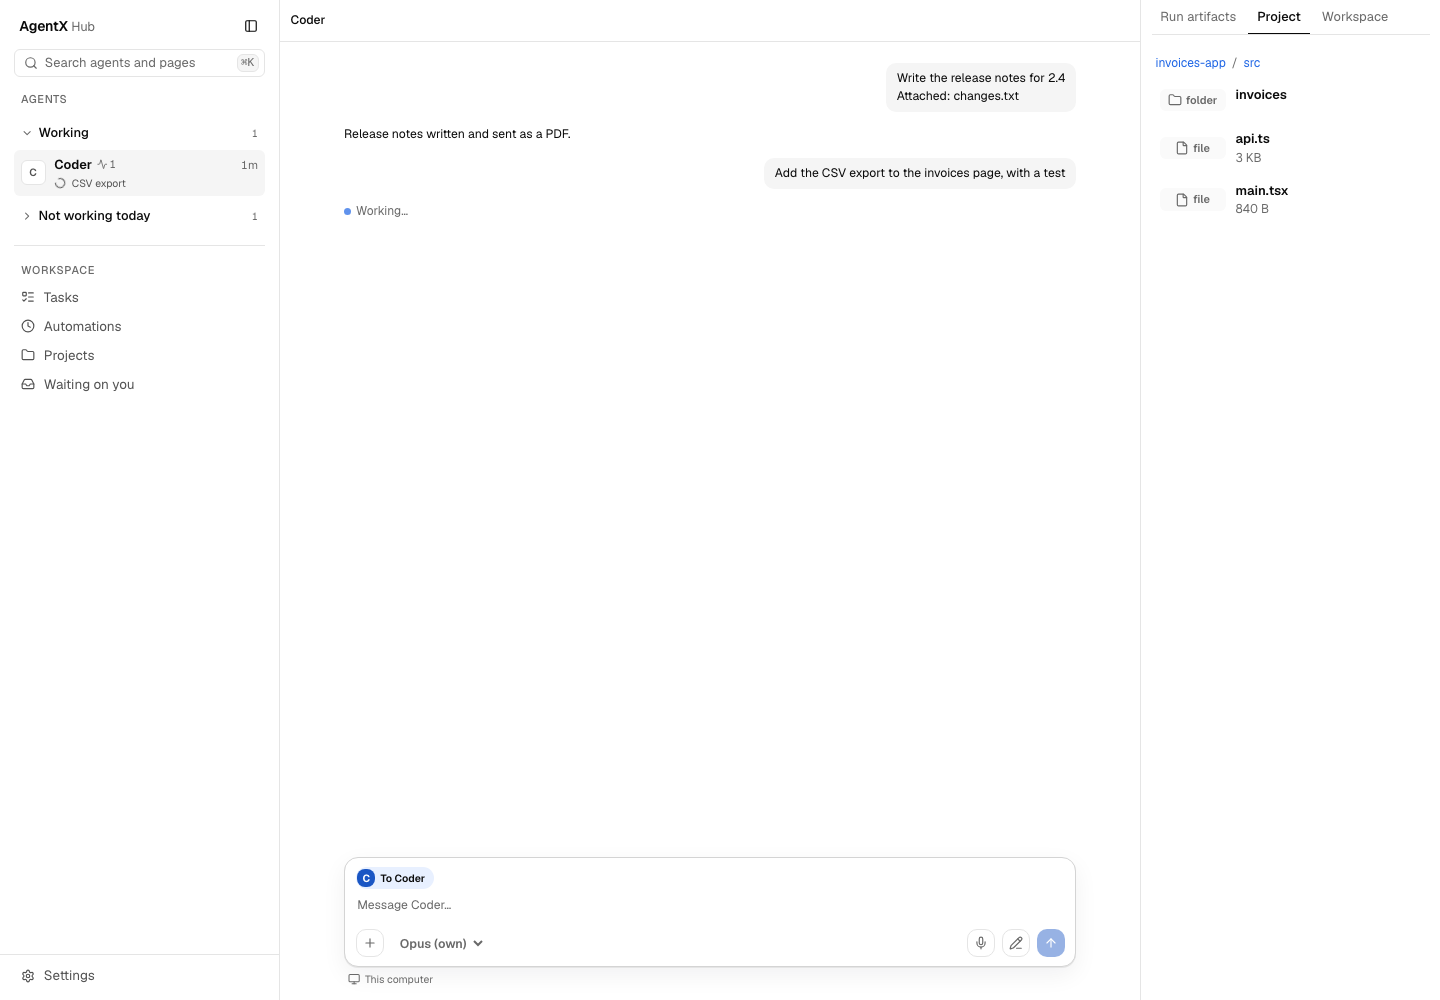 AgentX Hub
Search agents and pages ⌘K
AGENTS
Working 1
C Coder 1 1m
CSV export
Not working today 1
WORKSPACE
Tasks
Automations
Projects
Waiting on you
Settings
Coder
Write the release notes for 2.4
Attached: changes.txt
Release notes written and sent as a PDF.
Add the CSV export to the invoices page, with a test
Working…
C To Coder
Message Coder…
Opus (own)
This computer
Run artifacts Project Workspace
invoices-app / src
folder invoices
file api.ts
3 KB
file main.tsx
840 B